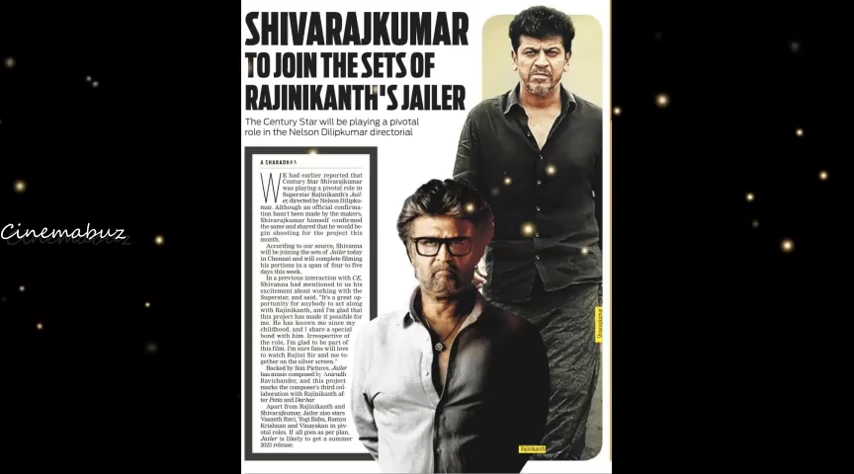 SHIVARAJKUMAR
TO JOIN THE SETS OF
RAJINIKANTH'S JAILER
The Century Star will be playing a pivotal
role in the Nelson Dilipkumar directorial
A SHARADHAA
WE had earlier reported that
Century Star Shivarajkumar
was playing a pivotal role in
Superstar Rajinikanth's Jail-
er, directed by Nelson Dilipku-
mar. Although an official confirma-
tion hasn't been made by the makers,
Shivarajkumar himself confirmed
the same and shared that he would be-
gin shooting for the project this
month.
According to our source, Shivanna
will be joining the sets of Jailer today
in Chennai and will complete filming
his portions in a span of four to five
days this week.
In a previous interaction with CE,
Shivanna had mentioned to us his
excitement about working with the
Superstar, and said, "It's a great op-
portunity for anybody to act along
with Rajinikanth, and I'm glad that
this project has made it possible for
me. He has known me since my
childhood, and I share a special
bond with him. Irrespective of
the role, I'm glad to be part of
this film. I'm sure fans will love
to watch Rajini Sir and me to-
gether on the silver screen."
Backed by Sun Pictures, Jailer
has music composed by Anirudh
Ravichander, and this project
marks the composer's third col-
laboration with Rajinikanth af-
ter Petta and Darbar.
Apart from Rajinikanth and
Shivarajkumar, Jailer also stars
Vasanth Ravi, Yogi Babu, Ramya
Krishnan and Vinayakan in piv-
otal roles. If all goes as per plan,
Jailer is likely to get a summer
2023 release.
Shivarajkumar
Rajinikanth
Cinemabuz